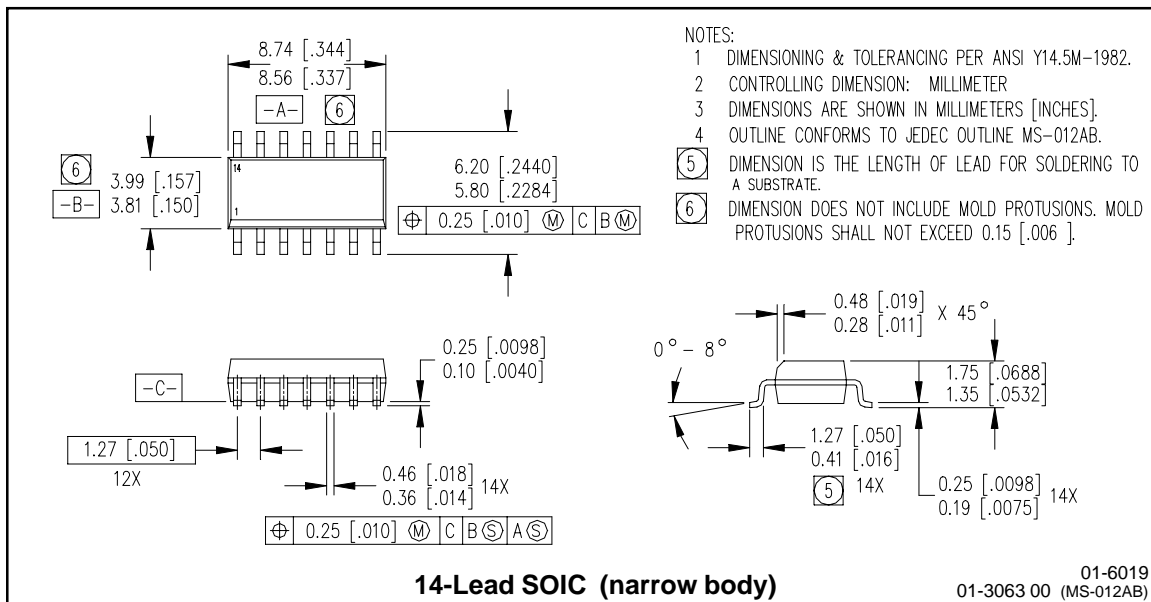 8.74 [.344]
8.56 [.337]
-A- 6
14
1
6
3.99 [.157]
3.81 [.150]
-B-
6.20 [.2440]
5.80 [.2284]
⌖ 0.25 [.010] Ⓜ C B Ⓜ
NOTES:
1 DIMENSIONING & TOLERANCING PER ANSI Y14.5M-1982.
2 CONTROLLING DIMENSION: MILLIMETER
3 DIMENSIONS ARE SHOWN IN MILLIMETERS [INCHES].
4 OUTLINE CONFORMS TO JEDEC OUTLINE MS-012AB.
5 DIMENSION IS THE LENGTH OF LEAD FOR SOLDERING TO
A SUBSTRATE.
6 DIMENSION DOES NOT INCLUDE MOLD PROTUSIONS. MOLD
PROTUSIONS SHALL NOT EXCEED 0.15 [.006 ].
-C-
0.25 [.0098]
0.10 [.0040]
1.27 [.050]
12X
0.46 [.018]
0.36 [.014] 14X
⌖ 0.25 [.010] Ⓜ C B Ⓢ A Ⓢ
0.48 [.019]
0.28 [.011] X 45°
0°-8°
1.75 [.0688]
1.35 [.0532]
1.27 [.050]
0.41 [.016]
5 14X
0.25 [.0098]
0.19 [.0075] 14X
14-Lead SOIC (narrow body)
01-6019
01-3063 00 (MS-012AB)